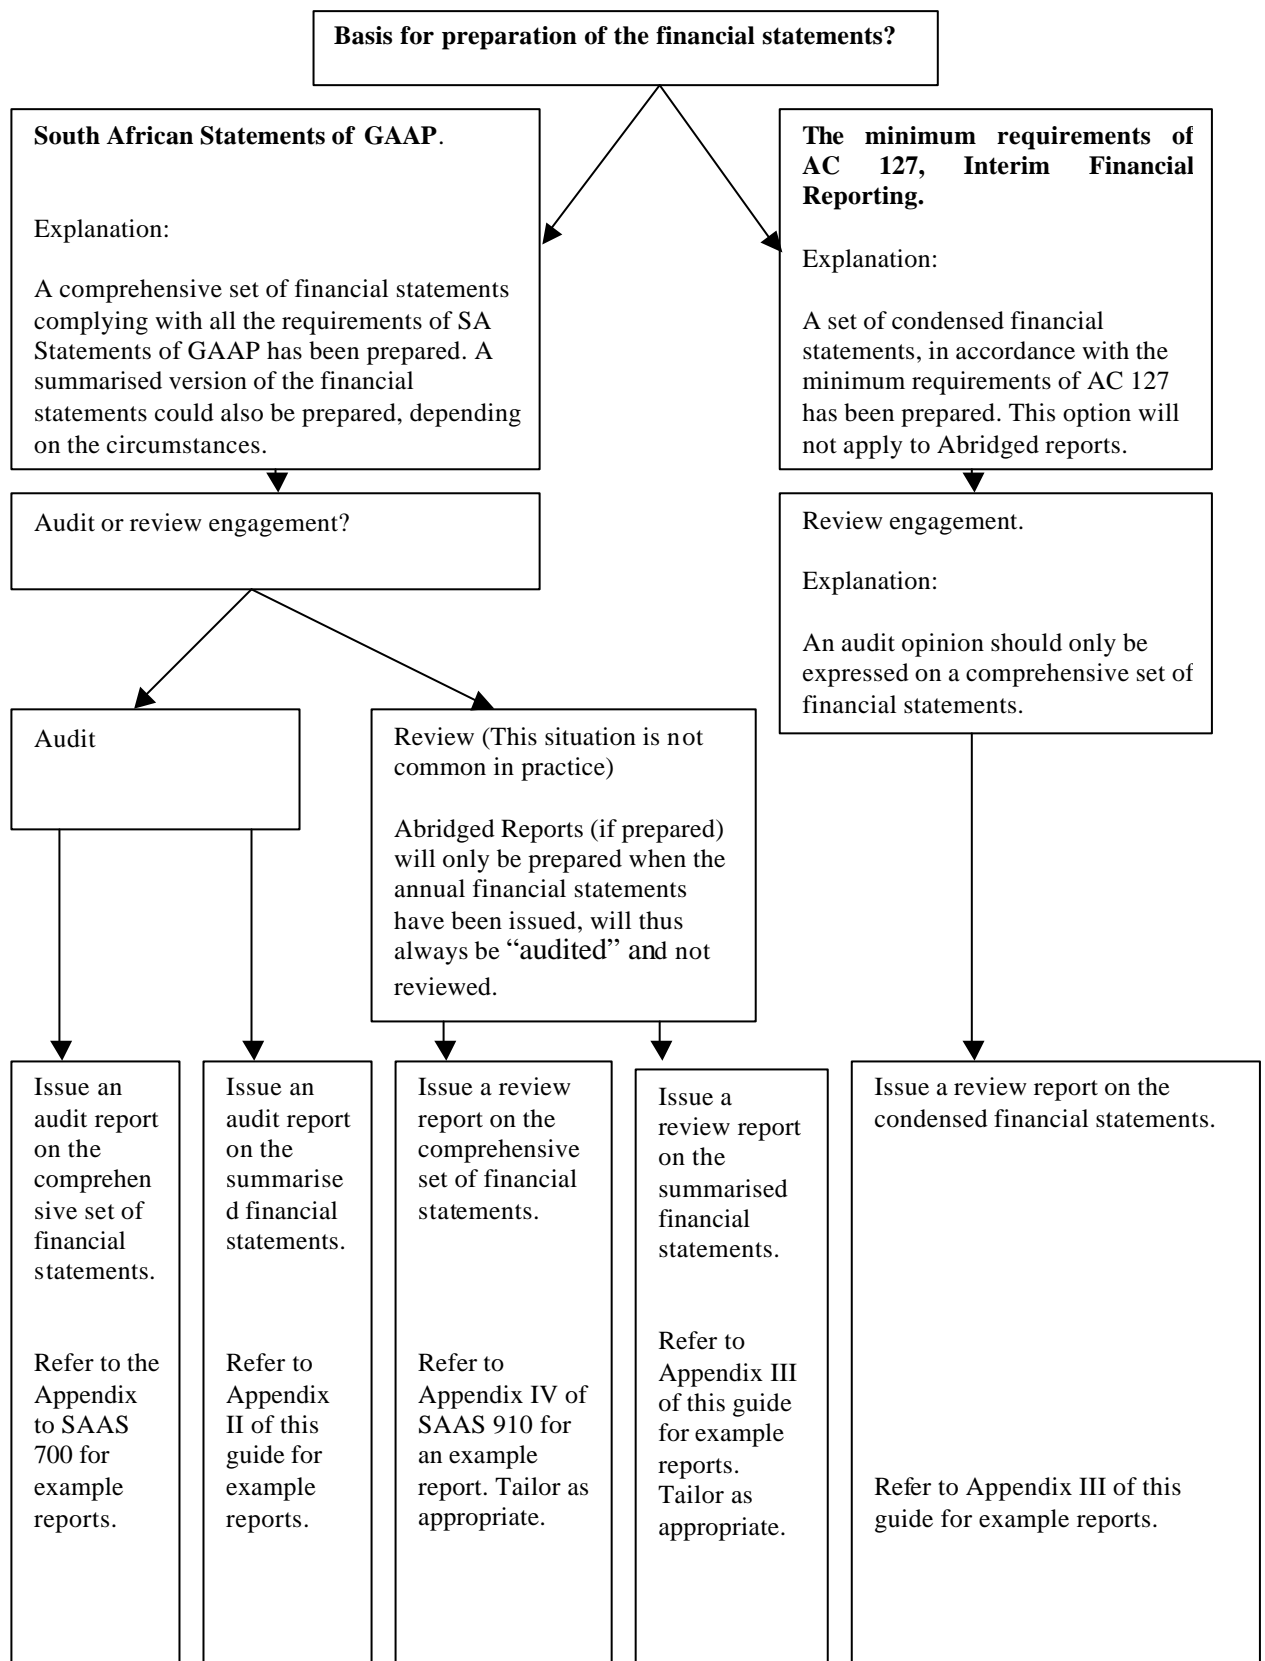 Basis for preparation of the financial statements?
South African Statements of GAAP.
Explanation:
A comprehensive set of financial statements
complying with all the requirements of SA
Statements of GAAP has been prepared. A
summarised version of the financial
statements could also be prepared, depending
on the circumstances.
The minimum requirements of
AC 127, Interim Financial
Reporting.
Explanation:
A set of condensed financial
statements, in accordance with the
minimum requirements of AC 127
has been prepared. This option will
not apply to Abridged reports.
Audit or review engagement?
Review engagement.
Explanation:
An audit opinion should only be
expressed on a comprehensive set of
financial statements.
Audit
Review (This situation is not
common in practice)
Abridged Reports (if prepared)
will only be prepared when the
annual financial statements
have been issued, will thus
always be “audited” and not
reviewed.
Issue an
audit report
on the
comprehen
sive set of
financial
statements.
Refer to the
Appendix
to SAAS
700 for
example
reports.
Issue an
audit report
on the
summarise
d financial
statements.
Refer to
Appendix
II of this
guide for
example
reports.
Issue a review
report on the
comprehensive
set of financial
statements.
Refer to
Appendix IV of
SAAS 910 for
an example
report. Tailor as
appropriate.
Issue a
review report
on the
summarised
financial
statements.
Refer to
Appendix III
of this guide
for example
reports.
Tailor as
appropriate.
Issue a review report on the
condensed financial statements.
Refer to Appendix III of this
guide for example reports.